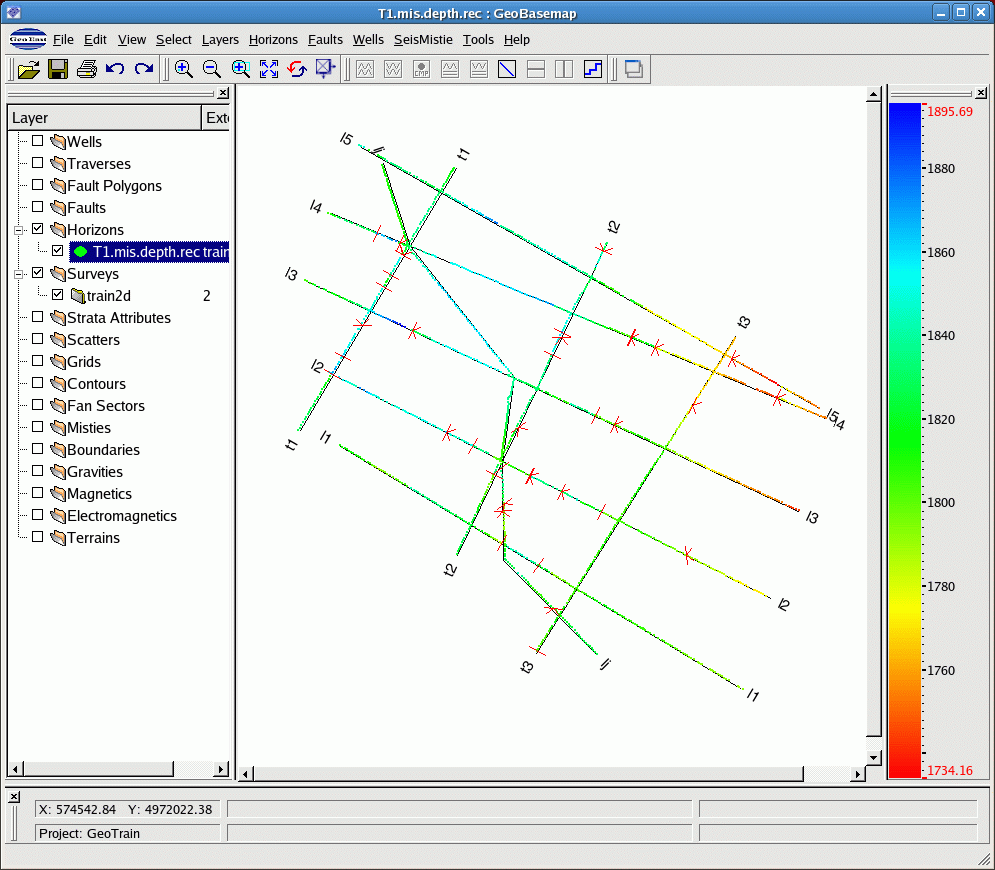 T1.mis.depth.rec : GeoBasemap
Geo East File Edit View Select Layers Horizons Faults Wells SeisMistie Tools Help
CMP
Layer Exte
Wells
Traverses
Fault Polygons
Faults
Horizons
T1.mis.depth.rec train
Surveys
train2d 2
Strata Attributes
Scatters
Grids
Contours
Fan Sectors
Misties
Boundaries
Gravities
Magnetics
Electromagnetics
Terrains
l5
lj
t1
l4
t2
l3
t3
l2
l5
l4
t1
l1
l3
t2
l2
t3
lj
l1
1895.69
1880
1860
1840
1820
1800
1780
1760
1734.16
X: 574542.84 Y: 4972022.38
Project: GeoTrain